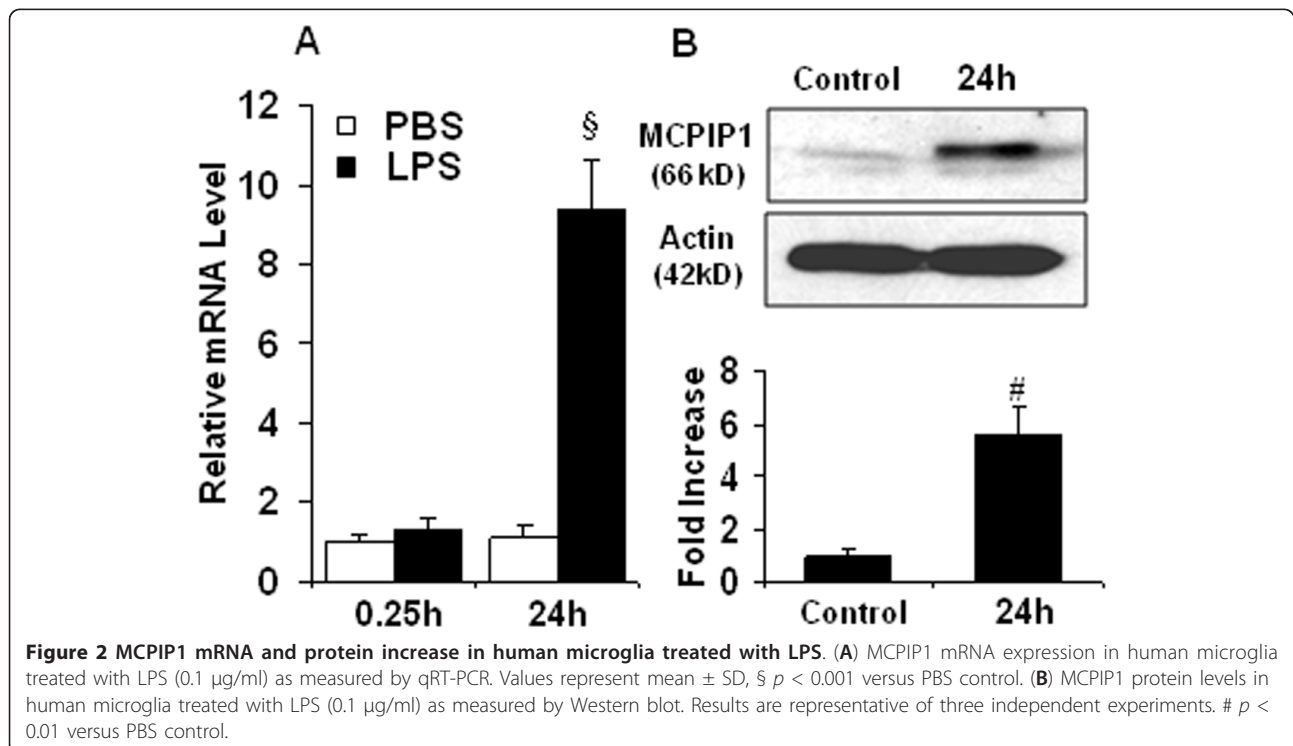 A
Relative mRNA Level
12
10
8
6
4
2
0
PBS
LPS
§
0.25h
24h
B
Control
24h
MCPIP1
(66kD)
Actin
(42kD)
Fold Increase
8
6
4
2
0
#
Control
24h
Figure 2 MCPIP1 mRNA and protein increase in human microglia treated with LPS. (A) MCPIP1 mRNA expression in human microglia
treated with LPS (0.1 μg/ml) as measured by qRT-PCR. Values represent mean ± SD, § p < 0.001 versus PBS control. (B) MCPIP1 protein levels in
human microglia treated with LPS (0.1 μg/ml) as measured by Western blot. Results are representative of three independent experiments. # p <
0.01 versus PBS control.